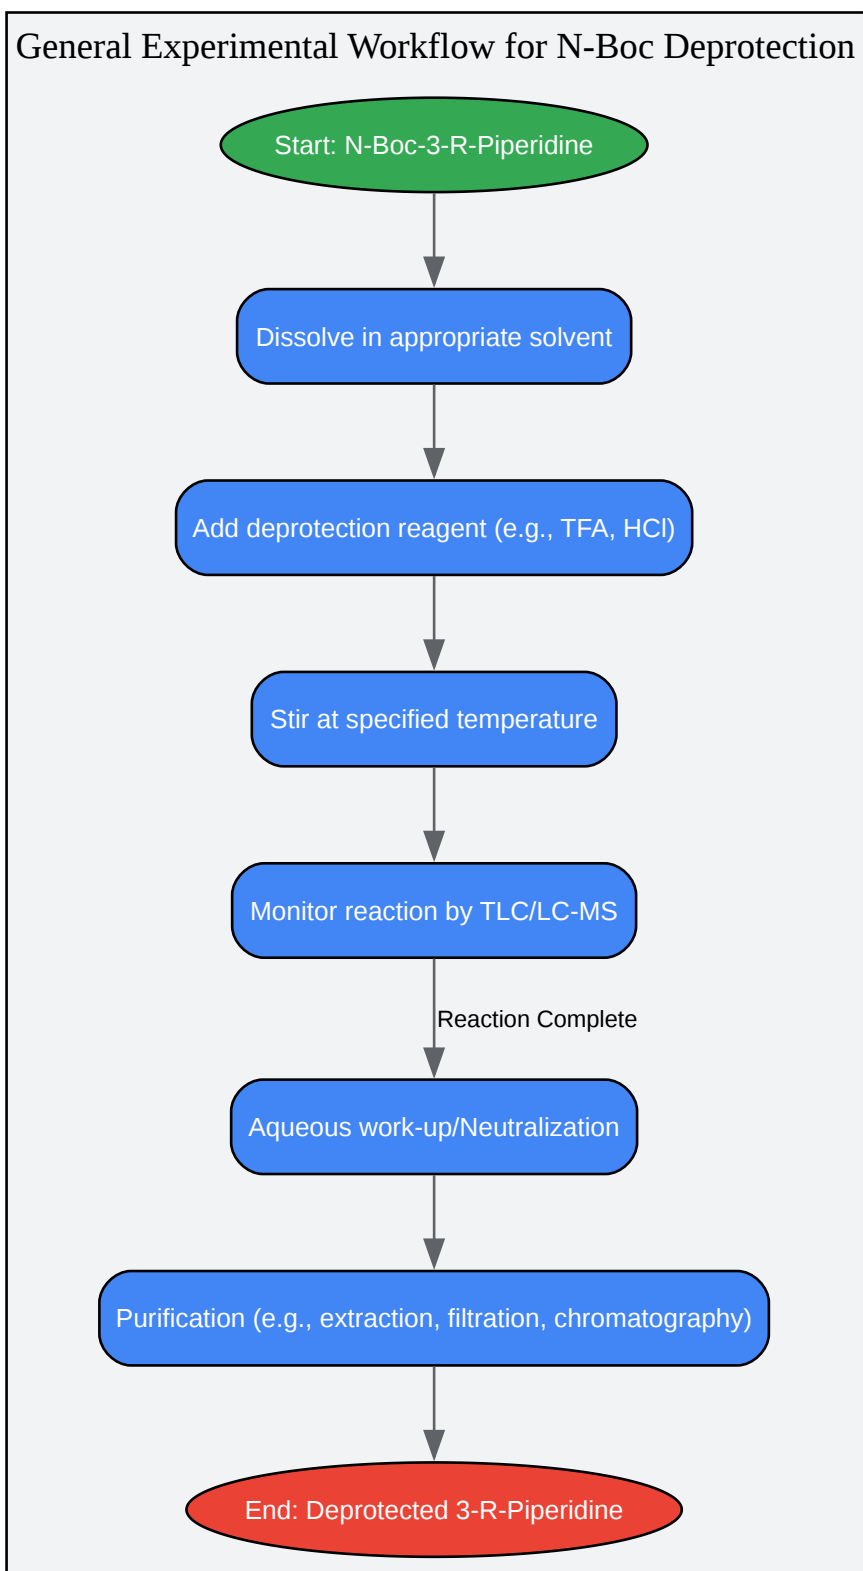 General Experimental Workflow for N-Boc Deprotection
Start: N-Boc-3-R-Piperidine
Dissolve in appropriate solvent
Add deprotection reagent (e.g., TFA, HCl)
Stir at specified temperature
Monitor reaction by TLC/LC-MS
Reaction Complete
Aqueous work-up/Neutralization
Purification (e.g., extraction, filtration, chromatography)
End: Deprotected 3-R-Piperidine